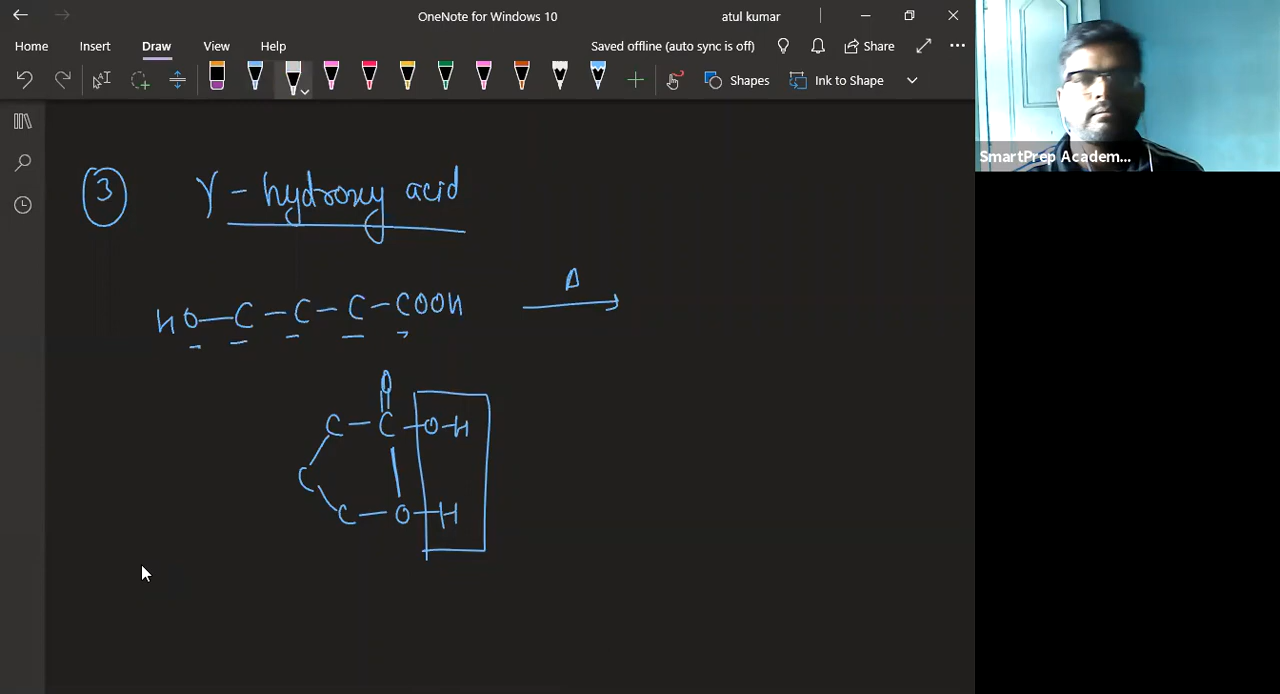 OneNote for Windows 10
atul kumar
Home Insert Draw View Help
Saved offline (auto sync is off)
Share
Shapes
Ink to Shape
SmartPrep Academ...
3 γ - hydroxy acid
HO-C-C-C-COOH Δ
O
C-C-O-H
C
C-O-H